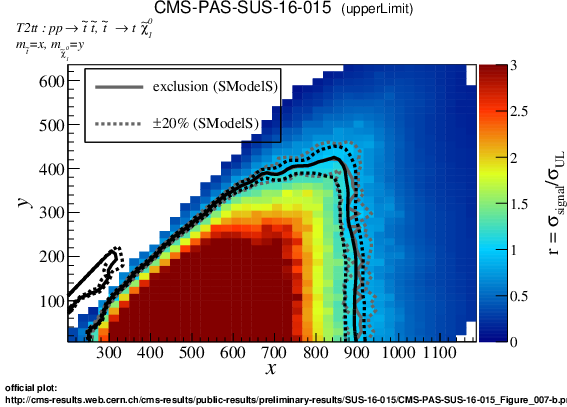 CMS-PAS-SUS-16-015 (upperLimit)
T2tt : pp → t̃ t̃, t̃ → t χ̃₁⁰
m_t̃=x, m_χ̃₁⁰=y
exclusion (SModelS)
±20% (SModelS)
600
500
400
300
200
100
y
300 400 500 600 700 800 900 1000 1100
x
3
2.5
2
1.5
1
0.5
0
r = σ_signal/σ_UL
official plot:
http://cms-results.web.cern.ch/cms-results/public-results/preliminary-results/SUS-16-015/CMS-PAS-SUS-16-015_Figure_007-b.p